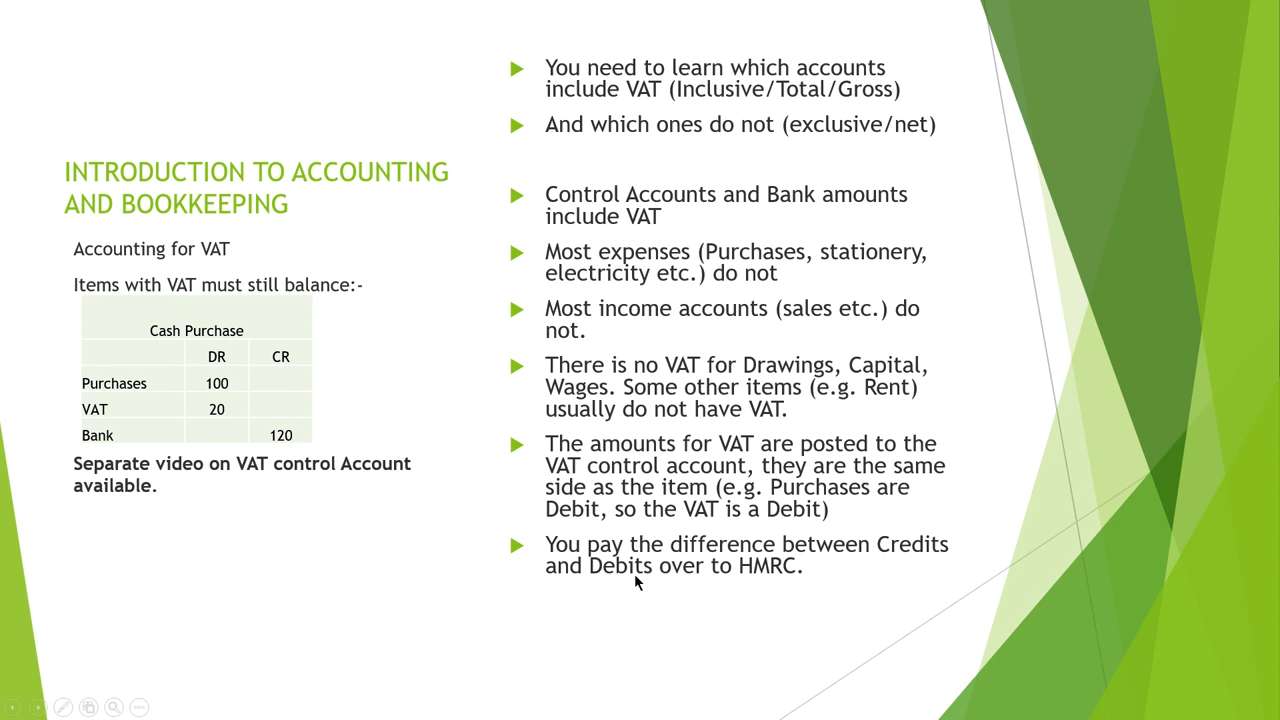 INTRODUCTION TO ACCOUNTING
AND BOOKKEEPING
Accounting for VAT
Items with VAT must still balance:-
Cash Purchase
DR CR
Purchases 100
VAT 20
Bank 120
Separate video on VAT control Account
available.
You need to learn which accounts
include VAT (Inclusive/Total/Gross)
And which ones do not (exclusive/net)
Control Accounts and Bank amounts
include VAT
Most expenses (Purchases, stationery,
electricity etc.) do not
Most income accounts (sales etc.) do
not.
There is no VAT for Drawings, Capital,
Wages. Some other items (e.g. Rent)
usually do not have VAT.
The amounts for VAT are posted to the
VAT control account, they are the same
side as the item (e.g. Purchases are
Debit, so the VAT is a Debit)
You pay the difference between Credits
and Debits over to HMRC.